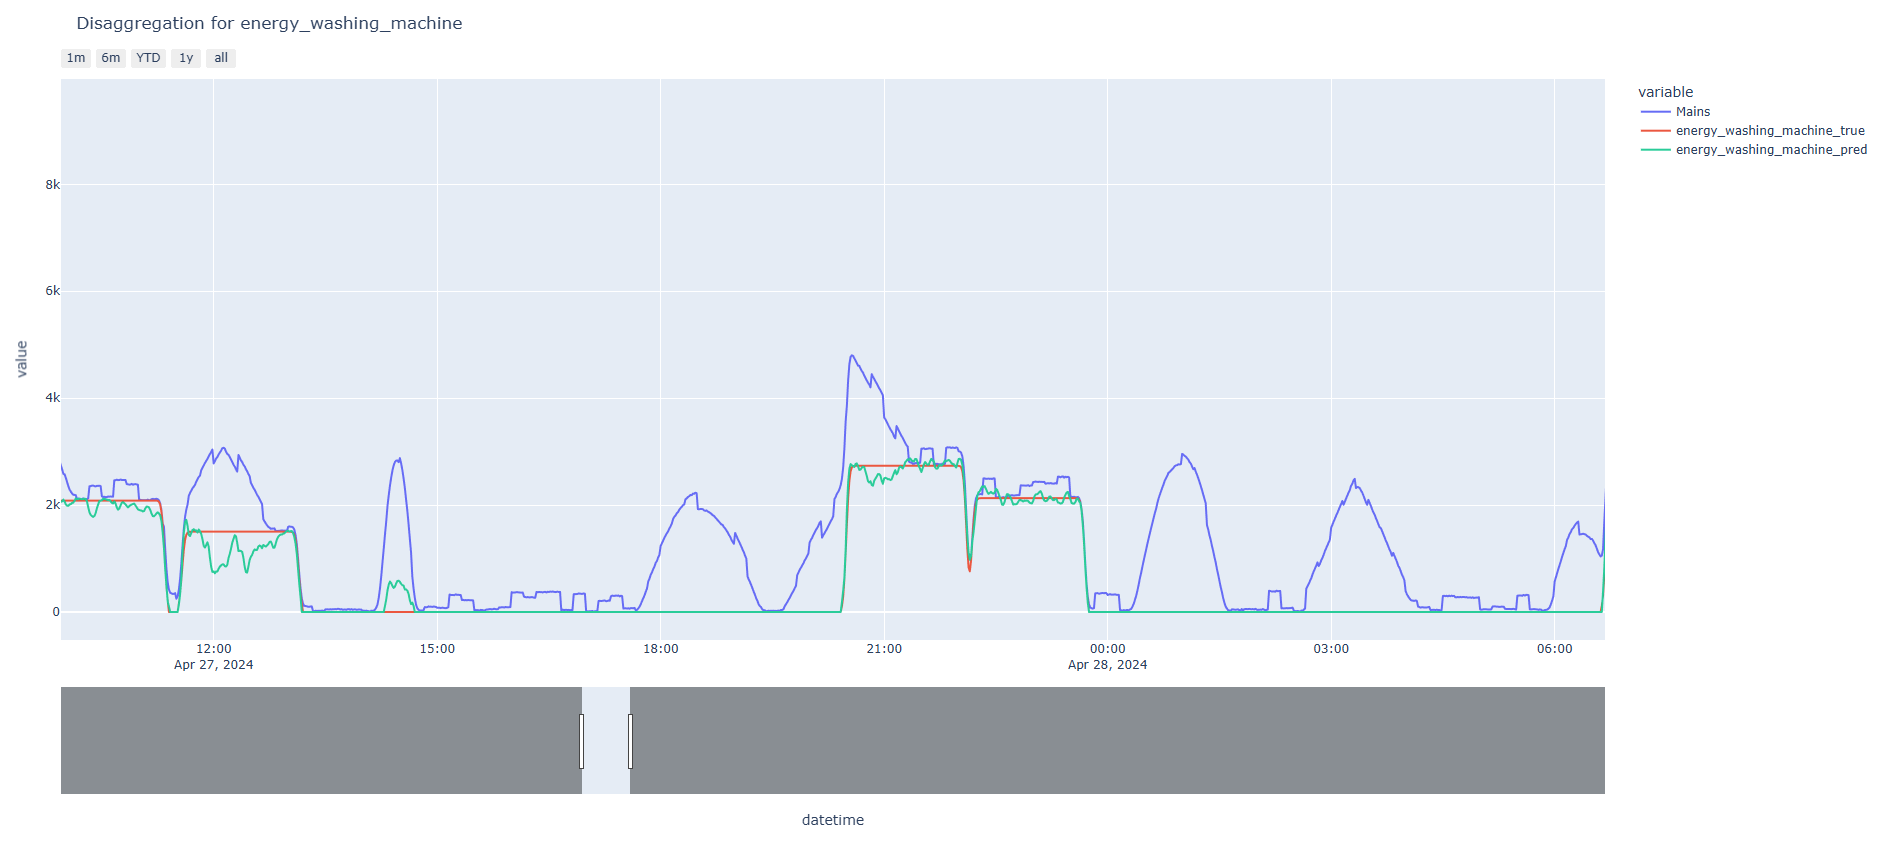 Disaggregation for energy_washing_machine
1m 6m YTD 1y all
variable
Mains
energy_washing_machine_true
energy_washing_machine_pred
8k
6k
4k
2k
0
value
12:00 15:00 18:00 21:00 00:00 03:00 06:00
Apr 27, 2024 Apr 28, 2024
datetime